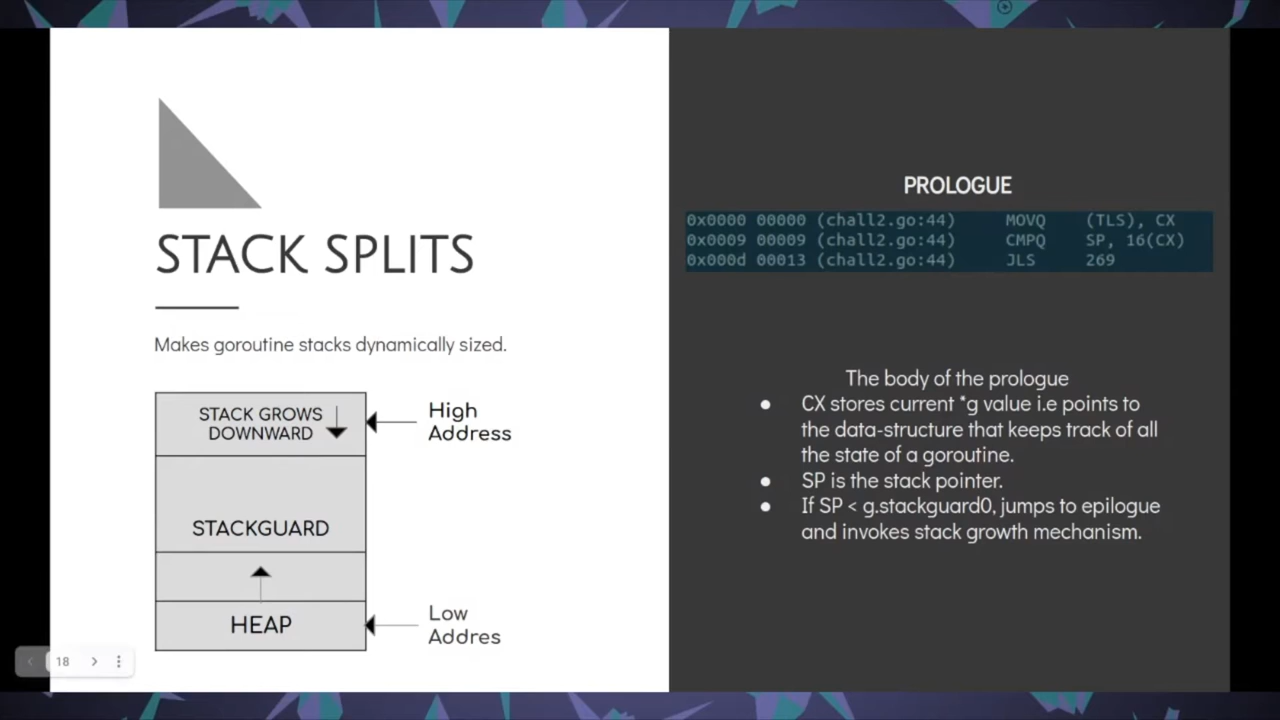 STACK SPLITS
Makes goroutine stacks dynamically sized.
STACK GROWS
DOWNWARD
High
Address
STACKGUARD
HEAP
Low
Addres
18
PROLOGUE
0x0000 00000 (chall2.go:44) MOVQ (TLS), CX
0x0009 00009 (chall2.go:44) CMPQ SP, 16(CX)
0x000d 00013 (chall2.go:44) JLS 269
The body of the prologue
● CX stores current *g value i.e points to
the data-structure that keeps track of all
the state of a goroutine.
● SP is the stack pointer.
● If SP < g.stackguard0, jumps to epilogue
and invokes stack growth mechanism.